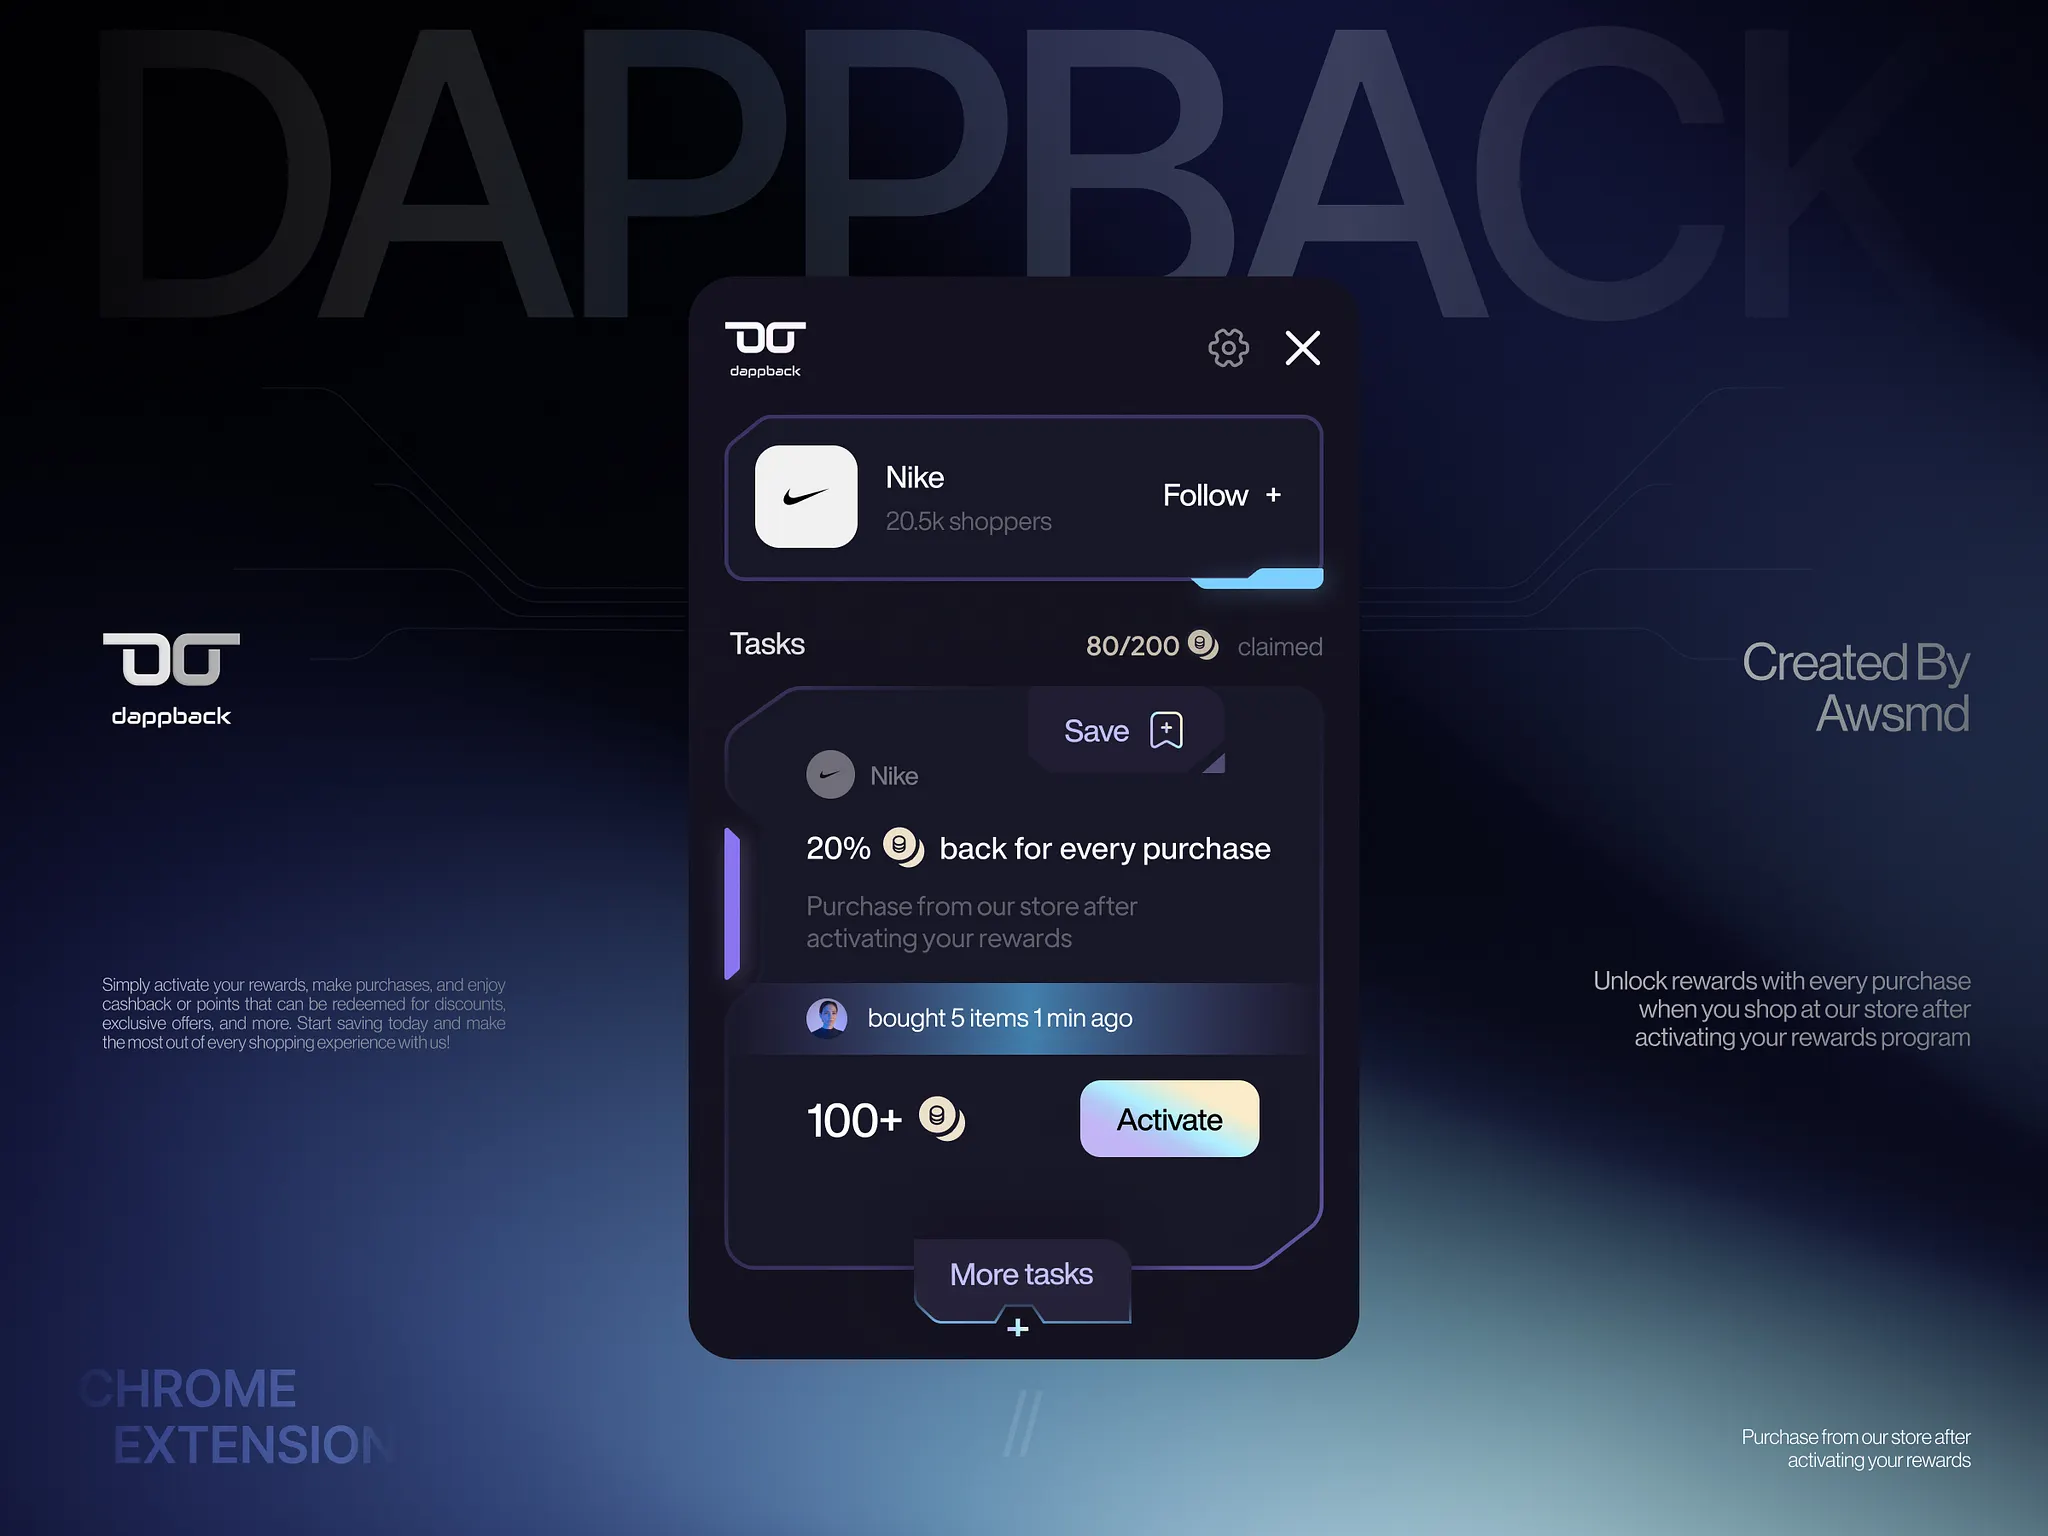 DAPPBACK
dappback
Nike
20.5k shoppers
Follow +
Tasks
80/200 claimed
Save
Nike
20% back for every purchase
Purchase from our store after
activating your rewards
bought 5 items 1 min ago
100+
Activate
More tasks
+
dappback
Created By
Awsmd
Simply activate your rewards, make purchases, and enjoy
cashback or points that can be redeemed for discounts,
exclusive offers, and more. Start saving today and make
the most out of every shopping experience with us!
Unlock rewards with every purchase
when you shop at our store after
activating your rewards program
CHROME
EXTENSION
//
Purchase from our store after
activating your rewards